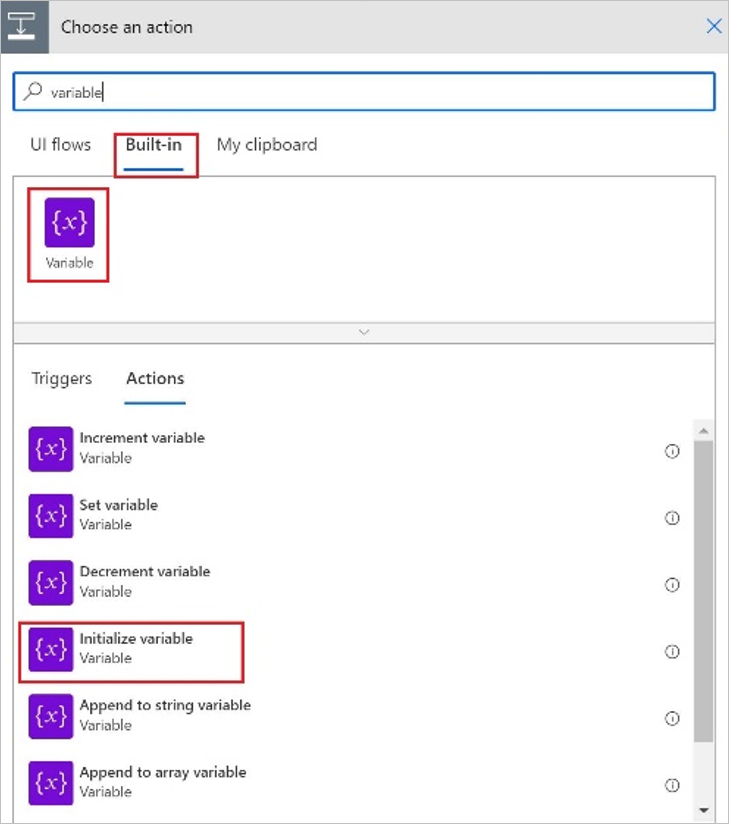 Choose an action
variable
UI flows Built-in My clipboard
{x}
Variable
Triggers Actions
{x} Increment variable
Variable
{x} Set variable
Variable
{x} Decrement variable
Variable
{x} Initialize variable
Variable
{x} Append to string variable
Variable
{x} Append to array variable
Variable